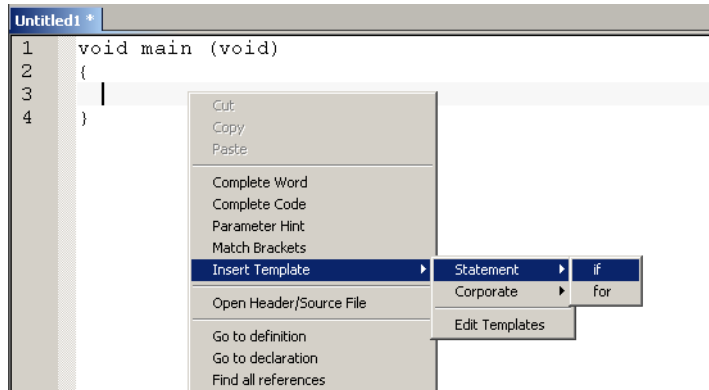 Untitled1 *
1 void main (void)
2 {
3
4 }
Cut
Copy
Paste
Complete Word
Complete Code
Parameter Hint
Match Brackets
Insert Template
Statement
if
Corporate
for
Open Header/Source File
Edit Templates
Go to definition
Go to declaration
Find all references